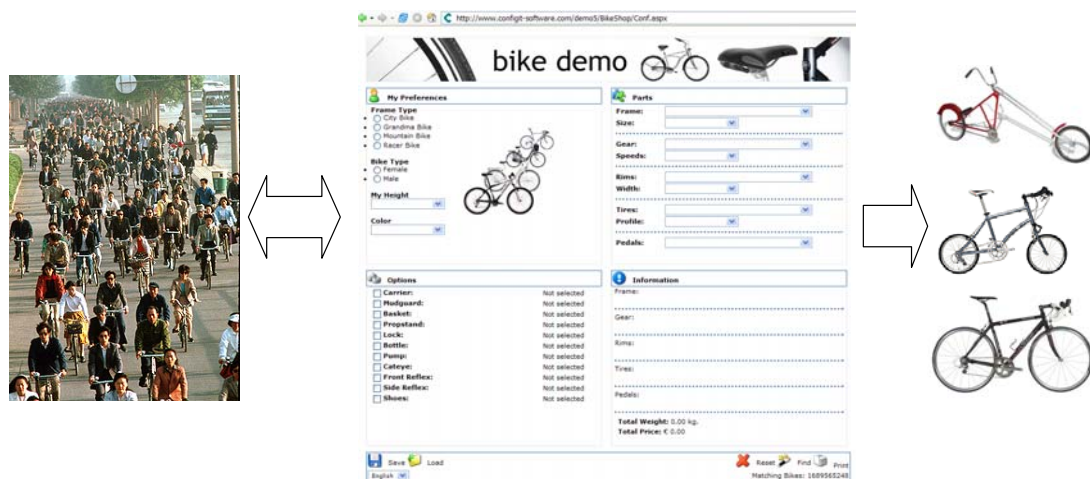 http://www.configit-software.com/demo5/BikeShop/Conf.aspx
bike demo
My Preferences
Frame Type
City Bike
Grandma Bike
Mountain Bike
Racer Bike
Bike Type
Female
Male
My Height
Color
Parts
Frame:
Size:
Gear:
Speeds:
Rims:
Width:
Tires:
Profile:
Pedals:
Options
Carrier: Not selected
Mudguard: Not selected
Basket: Not selected
Propstand: Not selected
Lock: Not selected
Bottle: Not selected
Pump: Not selected
Cateye: Not selected
Front Reflex: Not selected
Side Reflex: Not selected
Shoes: Not selected
Information
Frame:
Gear:
Rims:
Tires:
Pedals:
Total Weight: 0.00 kg.
Total Price: € 0.00
Save Load
Reset Find Print
English
Matching Bikes: 1689565248